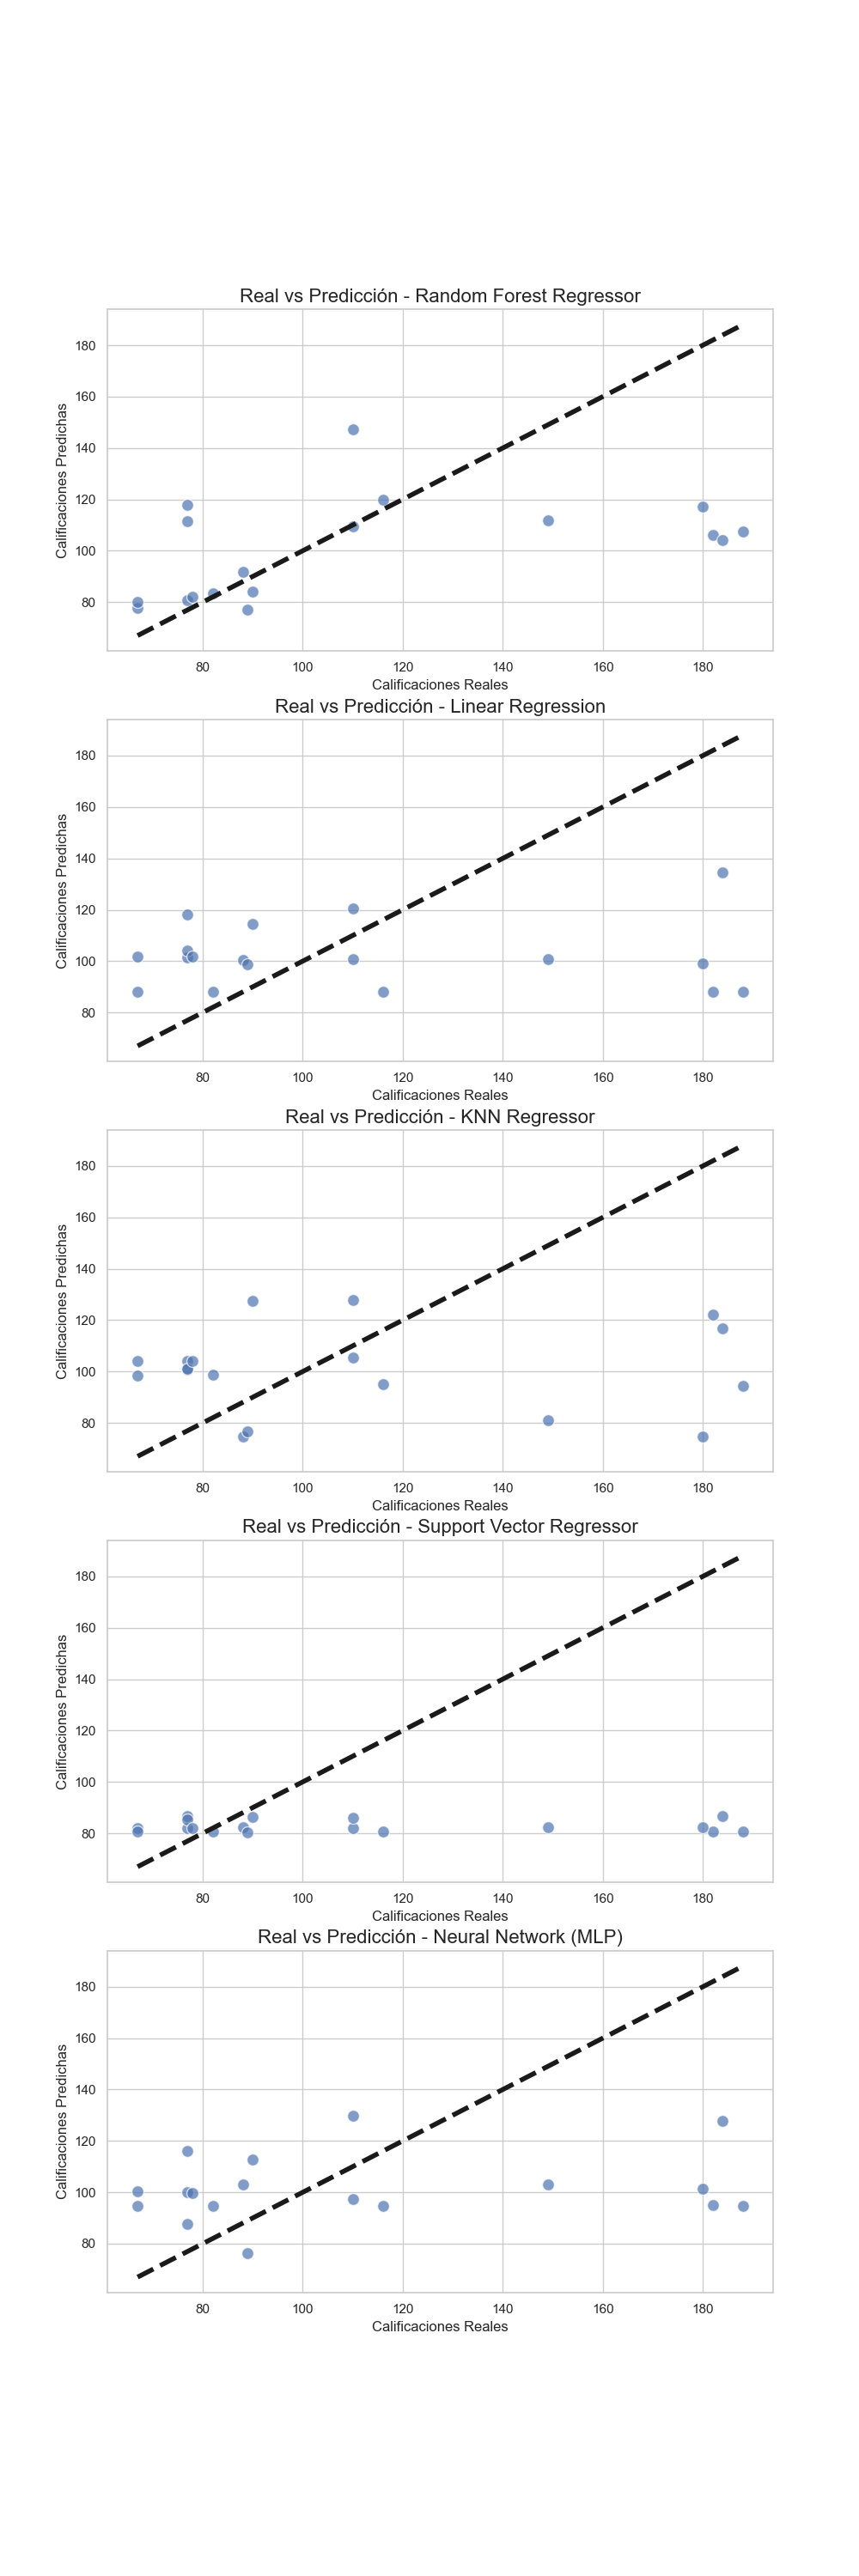 Real vs Predicción - Random Forest Regressor
180
160
140
120
100
80
Calificaciones Predichas
80 100 120 140 160 180
Calificaciones Reales
Real vs Predicción - Linear Regression
180
160
140
120
100
80
Calificaciones Predichas
80 100 120 140 160 180
Calificaciones Reales
Real vs Predicción - KNN Regressor
180
160
140
120
100
80
Calificaciones Predichas
80 100 120 140 160 180
Calificaciones Reales
Real vs Predicción - Support Vector Regressor
180
160
140
120
100
80
Calificaciones Predichas
80 100 120 140 160 180
Calificaciones Reales
Real vs Predicción - Neural Network (MLP)
180
160
140
120
100
80
Calificaciones Predichas
80 100 120 140 160 180
Calificaciones Reales